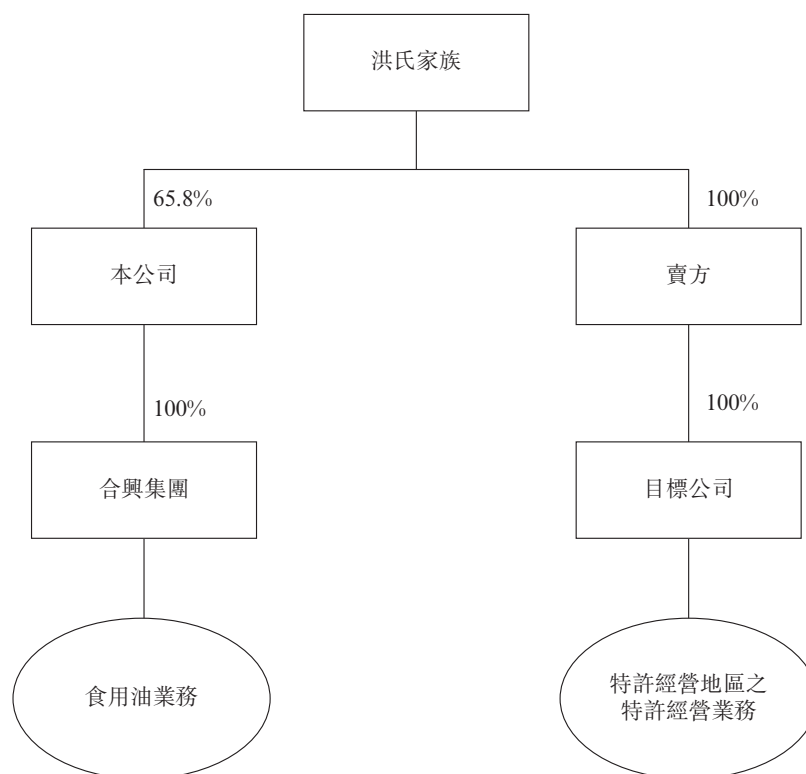 洪氏家族
65.8%
100%
本公司
賣方
100%
100%
合興集團
目標公司
食用油業務
特許經營地區之
特許經營業務